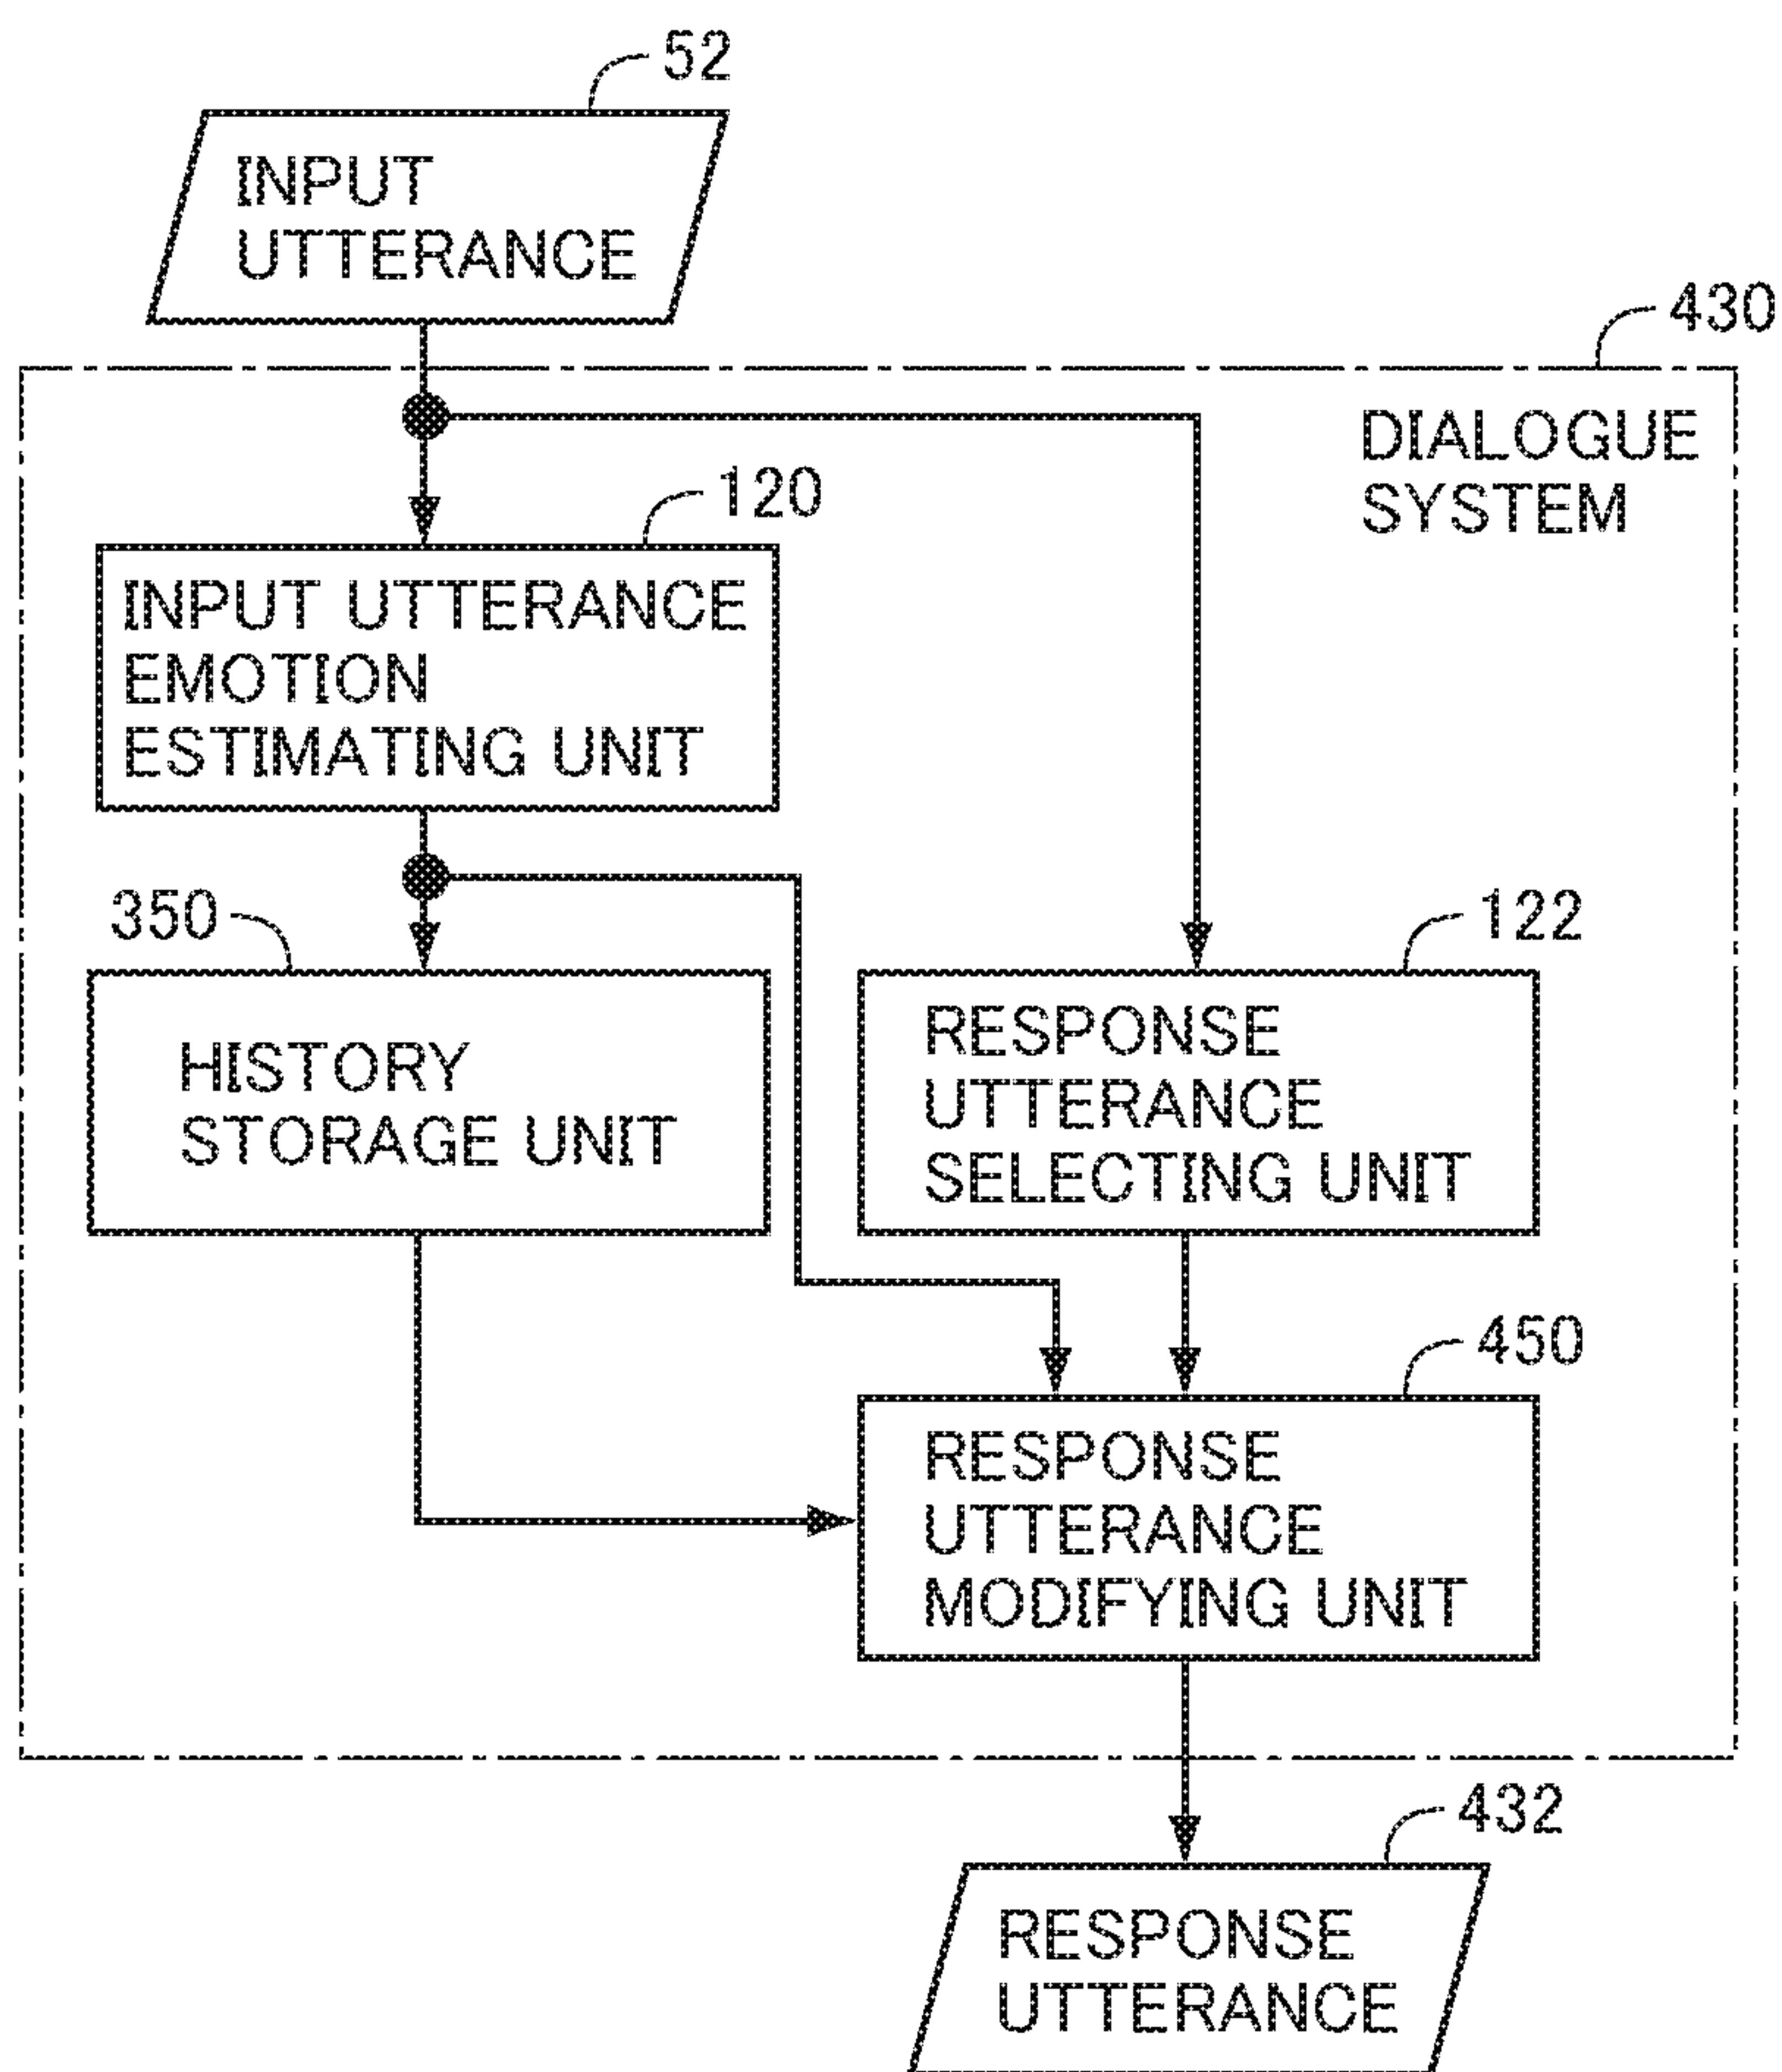 52
INPUT
UTTERANCE
430
DIALOGUE
SYSTEM
120
INPUT UTTERANCE
EMOTION
ESTIMATING UNIT
350
HISTORY
STORAGE UNIT
122
RESPONSE
UTTERANCE
SELECTING UNIT
450
RESPONSE
UTTERANCE
MODIFYING UNIT
432
RESPONSE
UTTERANCE